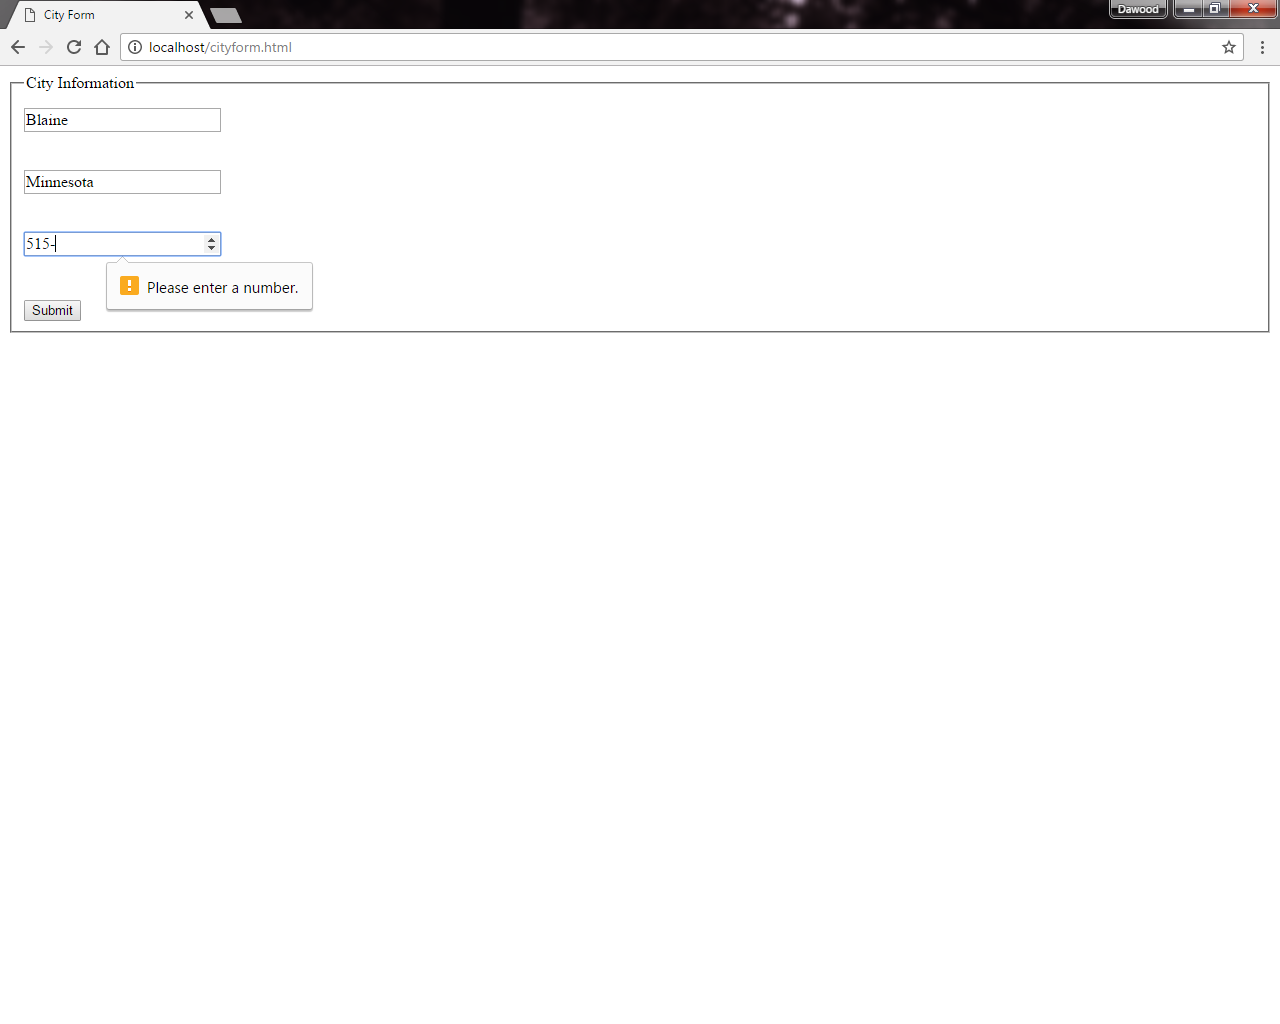 City Form
Dawood
localhost/cityform.html
City Information
Blaine
Minnesota
515-
Please enter a number.
Submit